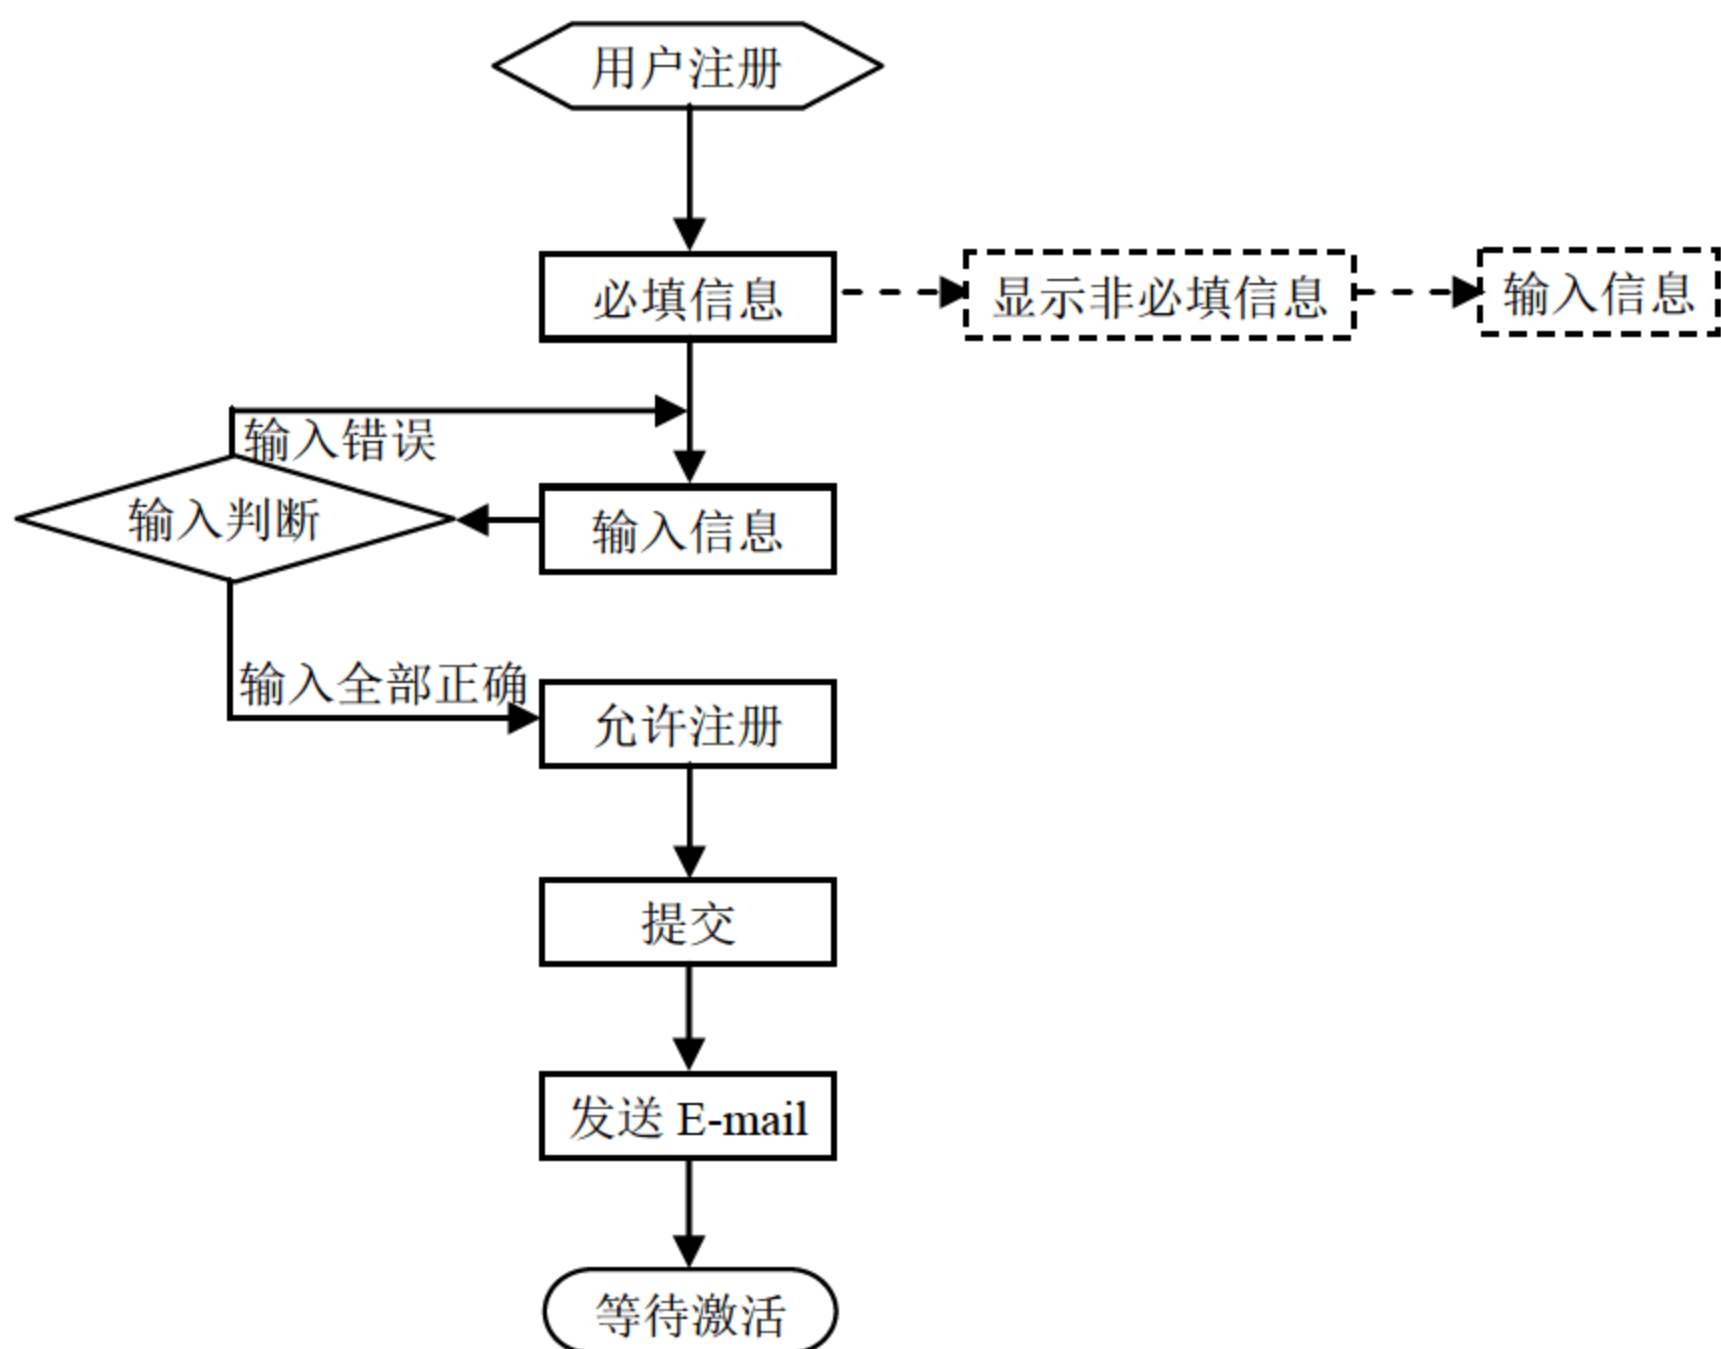 用户注册
必填信息
显示非必填信息
输入信息
输入错误
输入判断
输入信息
输入全部正确
允许注册
提交
发送 E-mail
等待激活